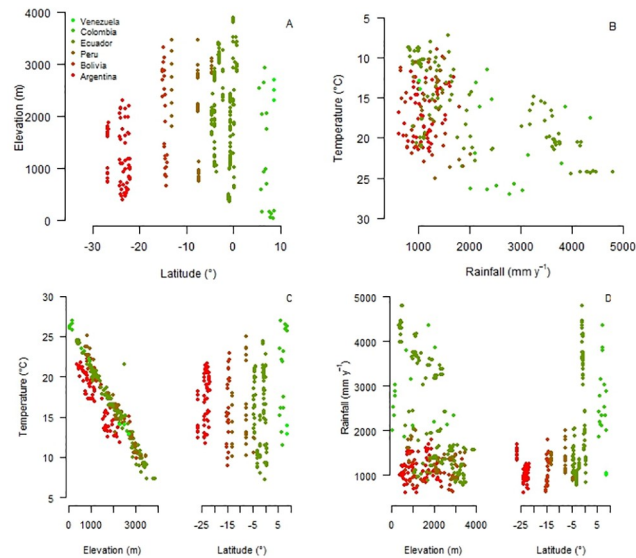 A
Venezuela
Colombia
Ecuador
Peru
Bolivia
Argentina
Elevation (m)
4000
3000
2000
1000
0
-30
-20
-10
0
10
Latitude (°)
B
Temperature (°C)
5
10
15
20
25
30
1000
2000
3000
4000
5000
Rainfall (mm y⁻¹)
C
Temperature (°C)
30
25
20
15
10
5
0
1000
3000
-25
-15
-5
5
Elevation (m)
Latitude (°)
D
Rainfall (mm y⁻¹)
5000
4000
3000
2000
1000
0
1000
2000
4000
-25
-15
-5
5
Elevation (m)
Latitude (°)